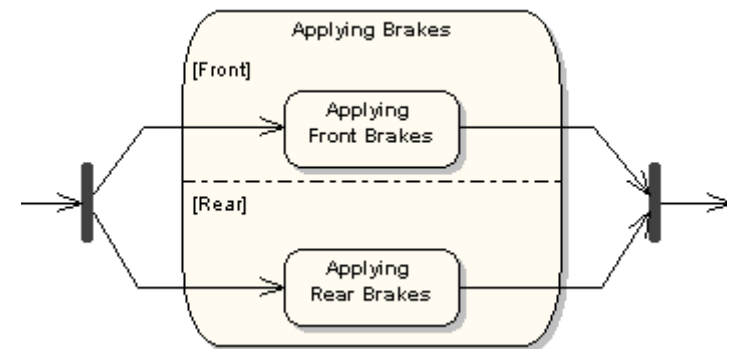 Applying Brakes
[Front]
Applying
Front Brakes
[Rear]
Applying
Rear Brakes